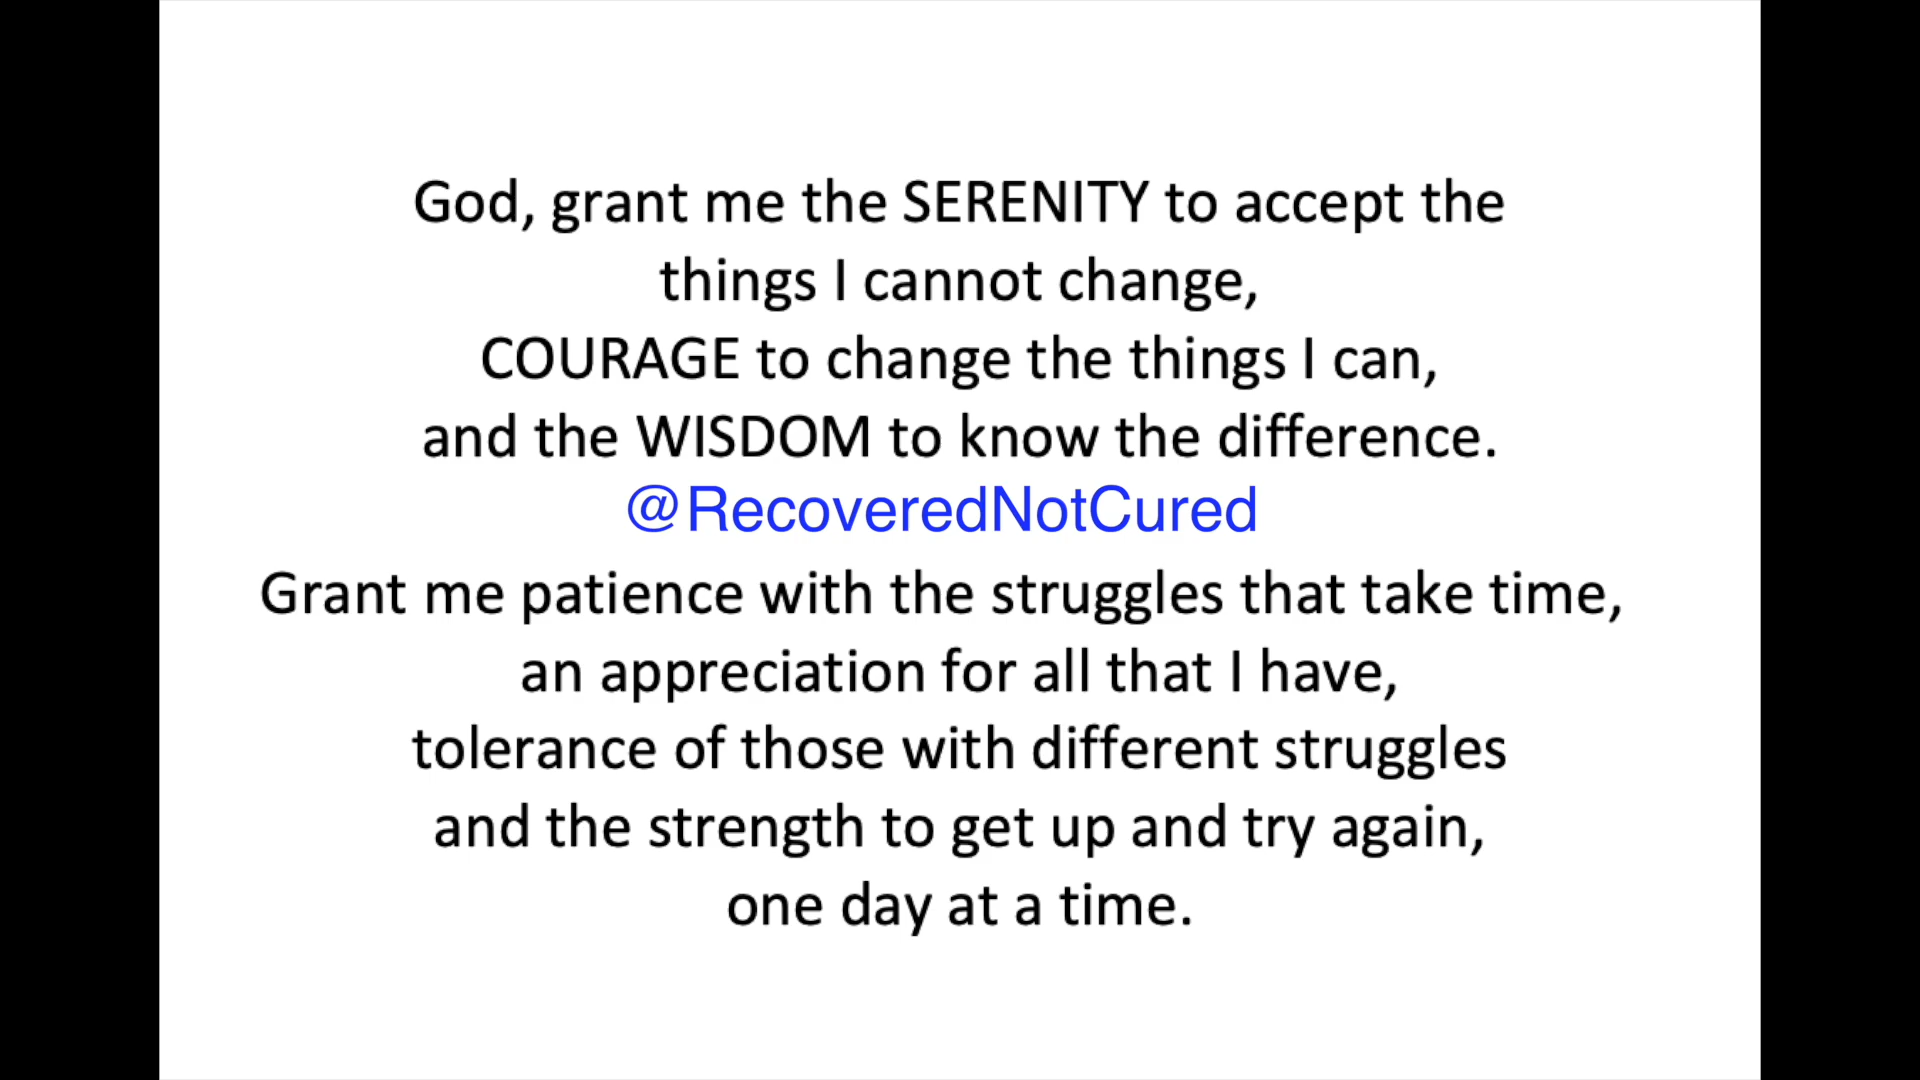 God, grant me the SERENITY to accept the
things I cannot change,
COURAGE to change the things I can,
and the WISDOM to know the difference.
@RecoveredNotCured
Grant me patience with the struggles that take time,
an appreciation for all that I have,
tolerance of those with different struggles
and the strength to get up and try again,
one day at a time.